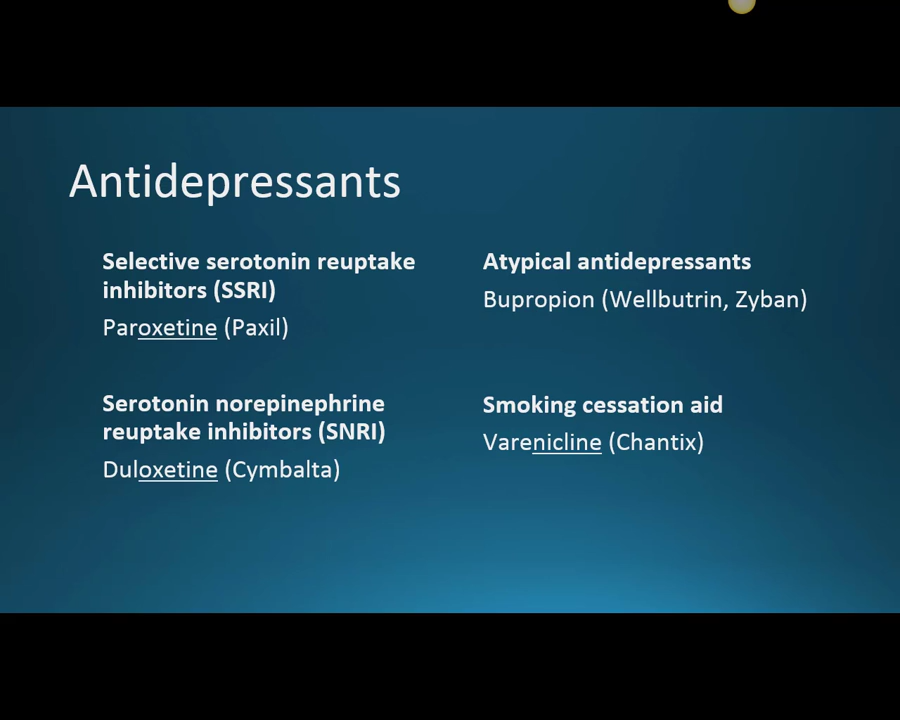 Antidepressants
Selective serotonin reuptake
inhibitors (SSRI)
Paroxetine (Paxil)
Serotonin norepinephrine
reuptake inhibitors (SNRI)
Duloxetine (Cymbalta)
Atypical antidepressants
Bupropion (Wellbutrin, Zyban)
Smoking cessation aid
Varenicline (Chantix)